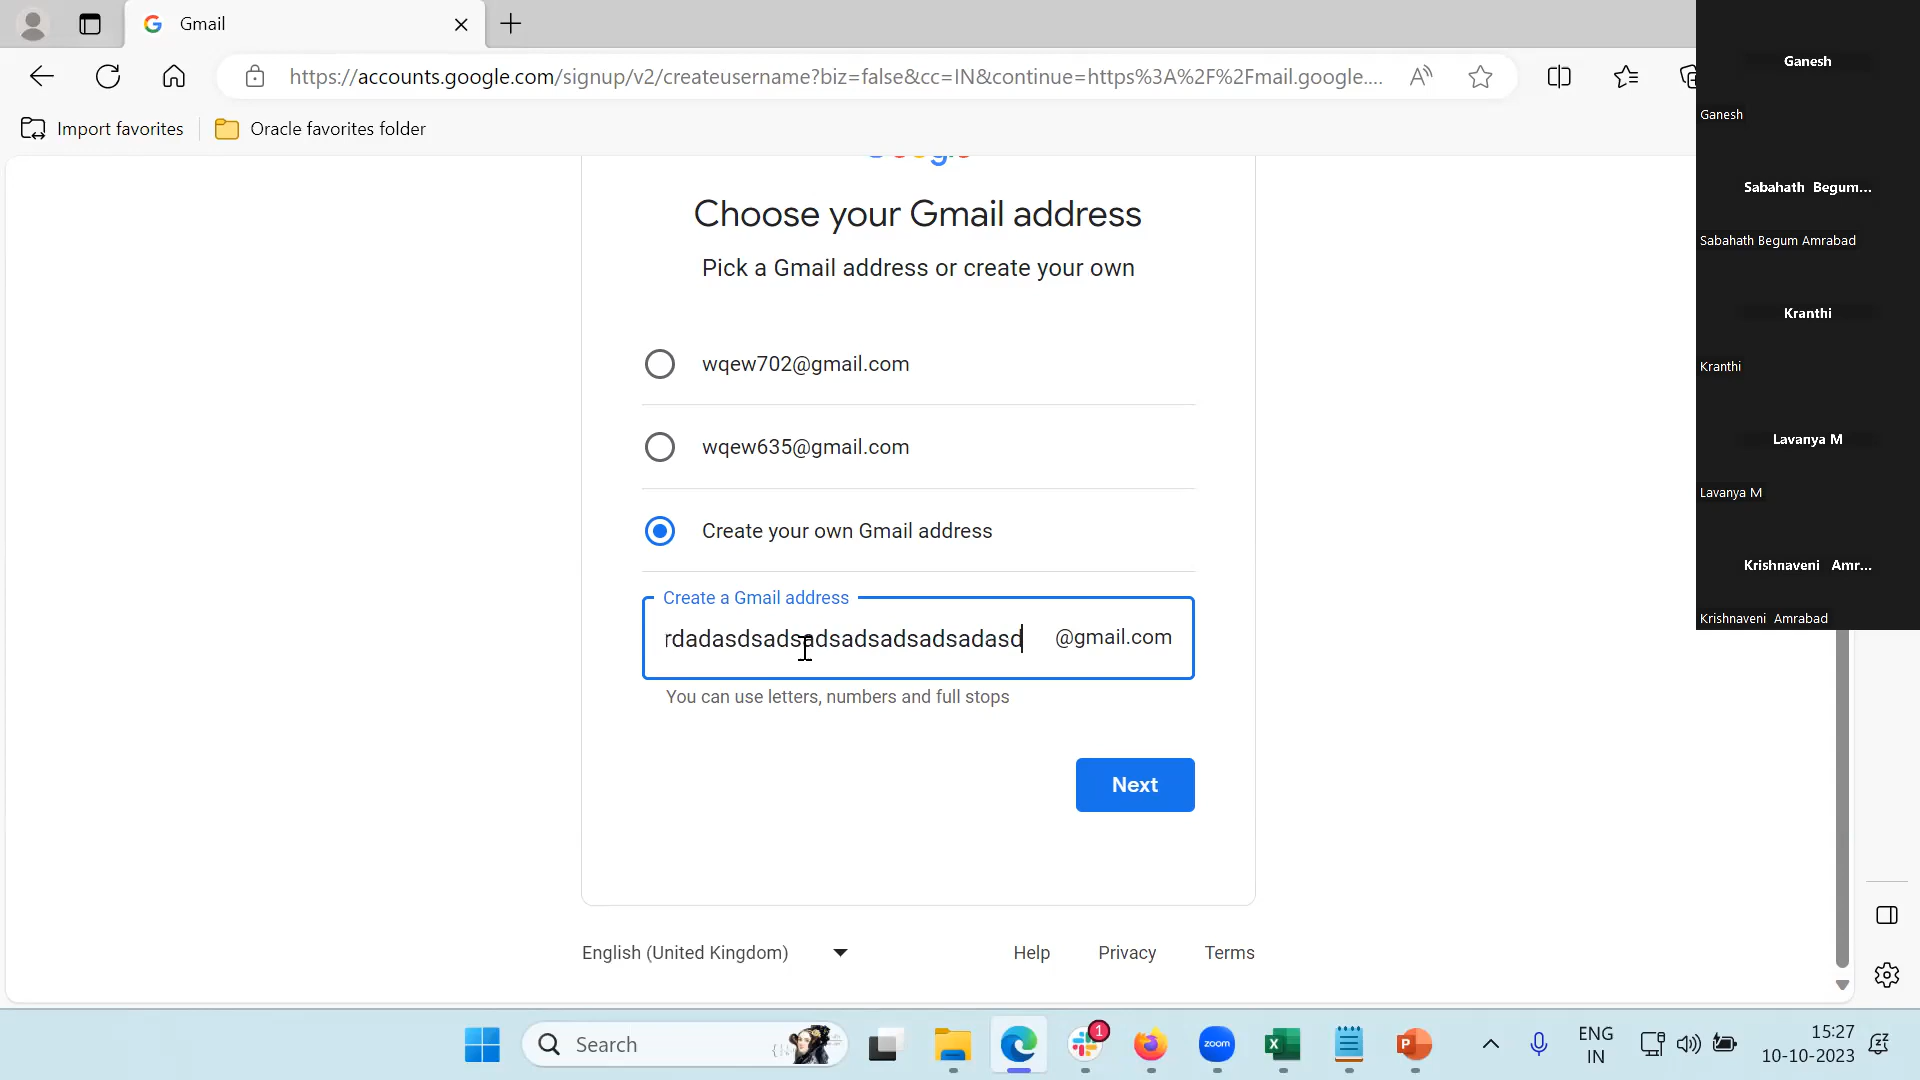 Gmail
https://accounts.google.com/signup/v2/createusername?biz=false&cc=IN&continue=https%3A%2F%2Fmail.google....
Import favorites
Oracle favorites folder
Choose your Gmail address
Pick a Gmail address or create your own
wqew702@gmail.com
wqew635@gmail.com
Create your own Gmail address
Create a Gmail address
rdadasdsadsadsadsadsadsadasd @gmail.com
You can use letters, numbers and full stops
Next
English (United Kingdom)
Help
Privacy
Terms
Ganesh
Ganesh
Sabahath Begum...
Sabahath Begum Amrabad
Kranthi
Kranthi
Lavanya M
Lavanya M
Krishnaveni Amr...
Krishnaveni Amrabad
Search
1
zoom
ENG
IN
15:27
10-10-2023